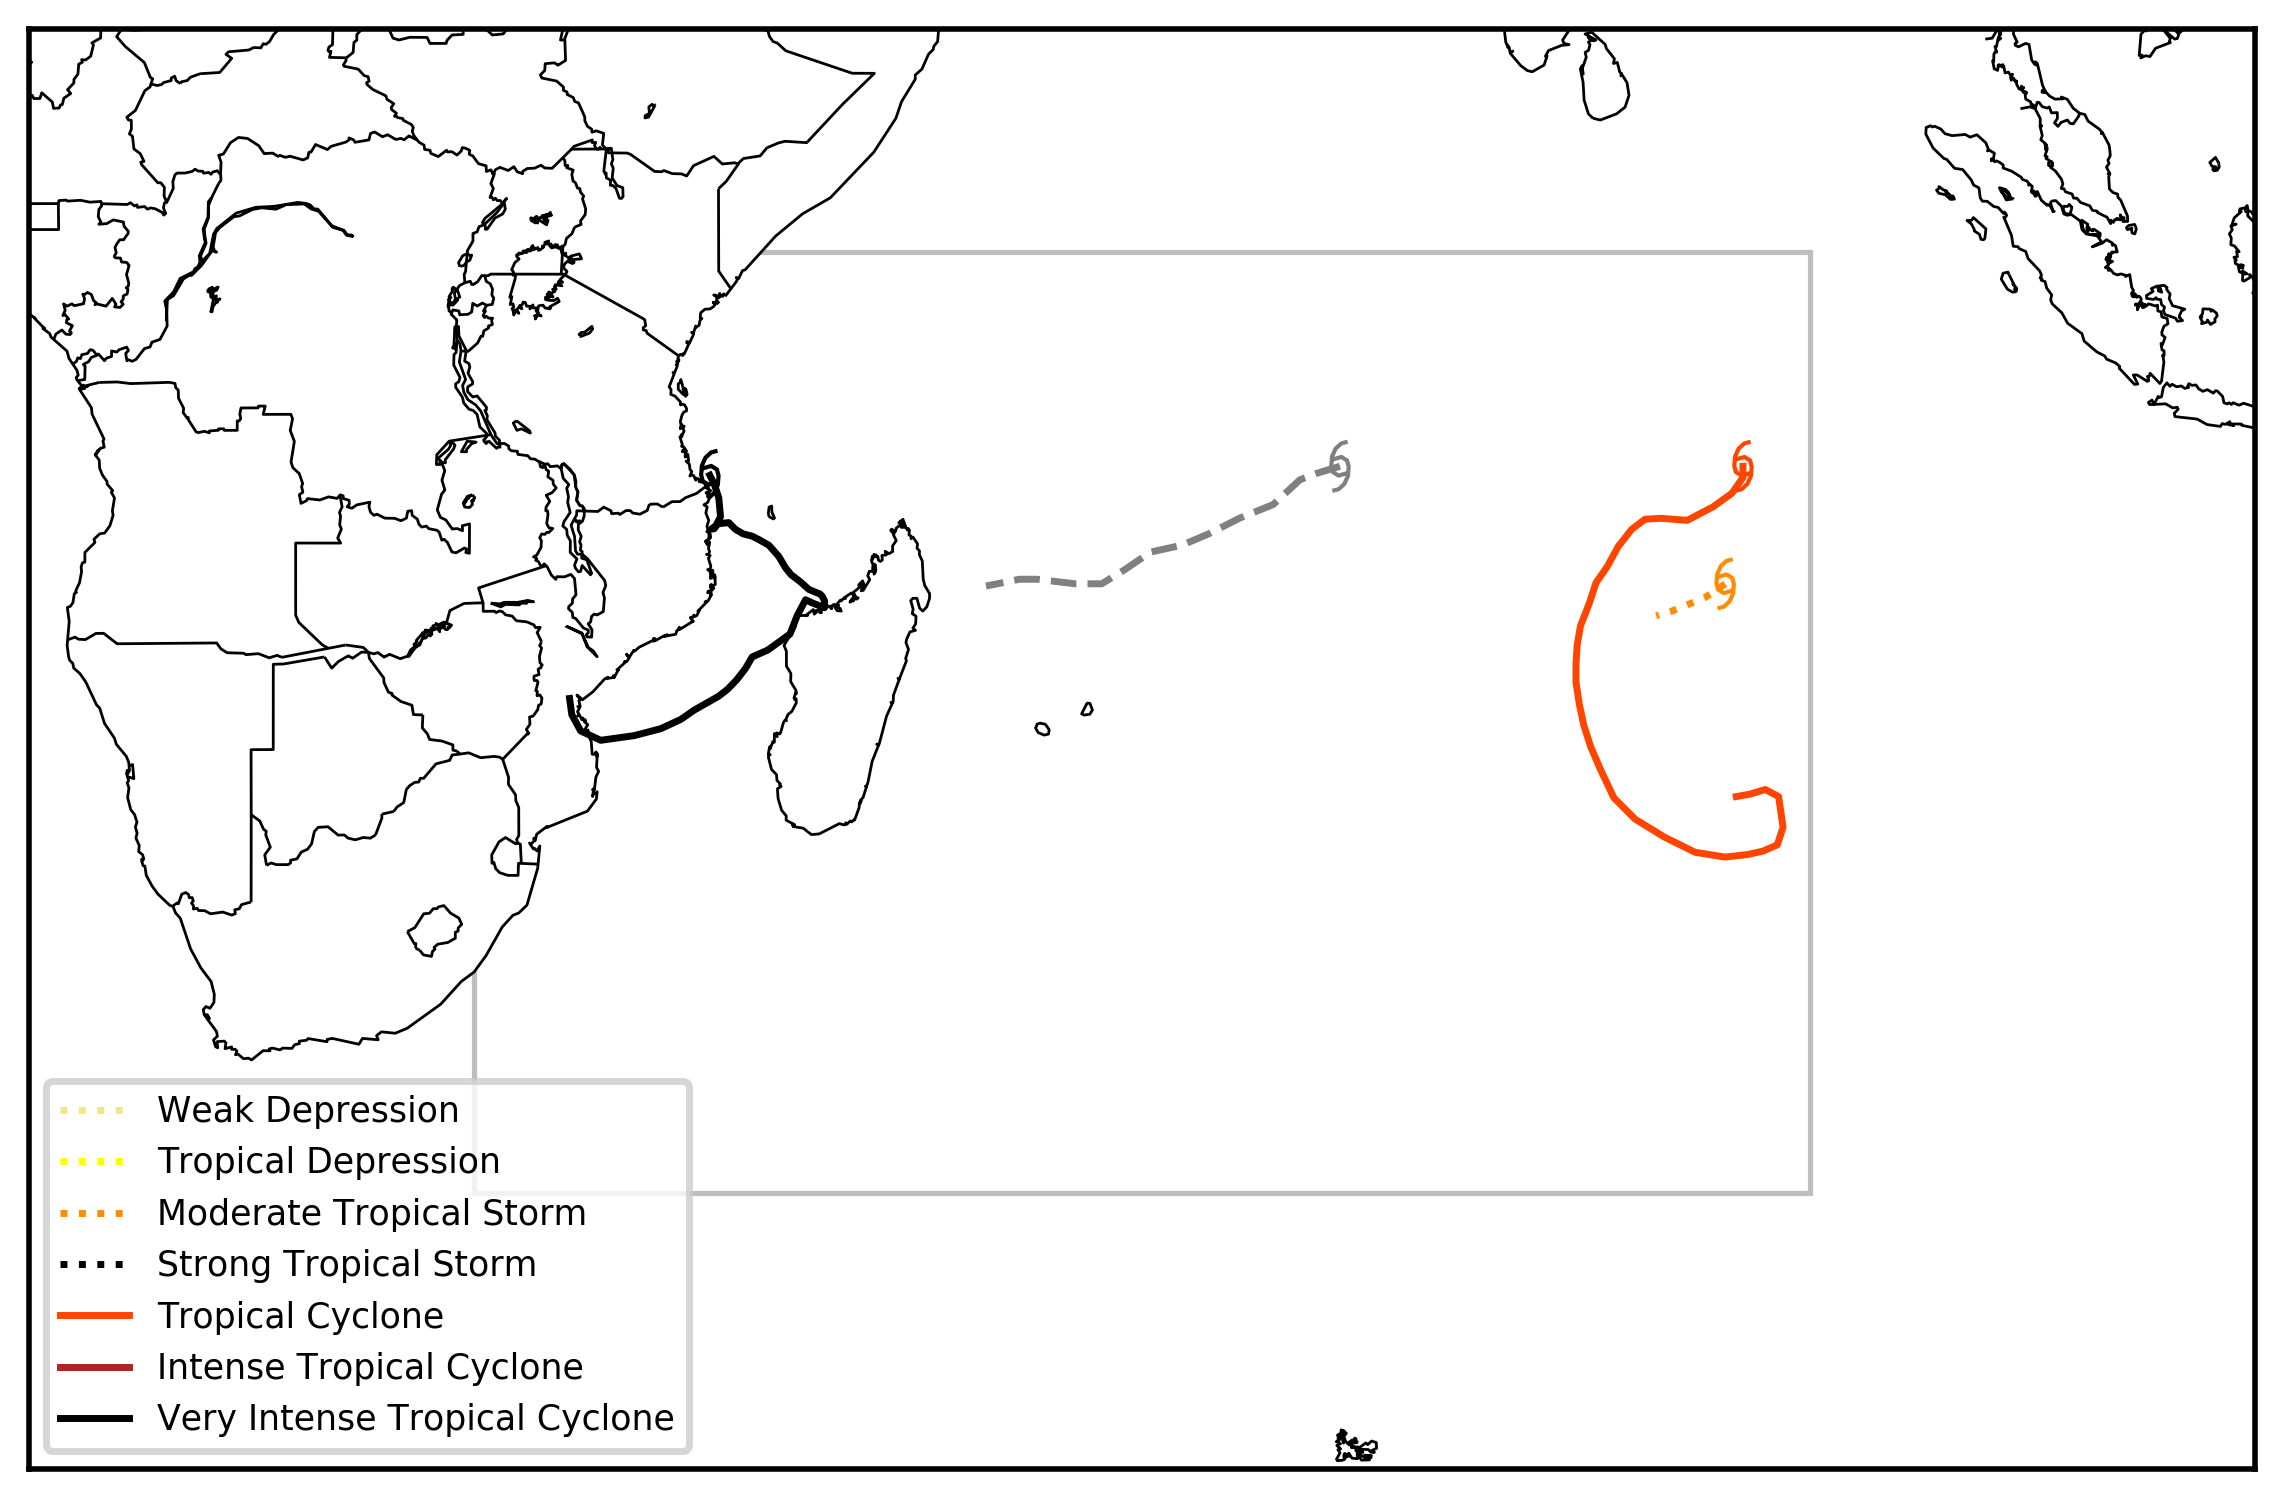 Weak Depression
Tropical Depression
Moderate Tropical Storm
Strong Tropical Storm
Tropical Cyclone
Intense Tropical Cyclone
Very Intense Tropical Cyclone